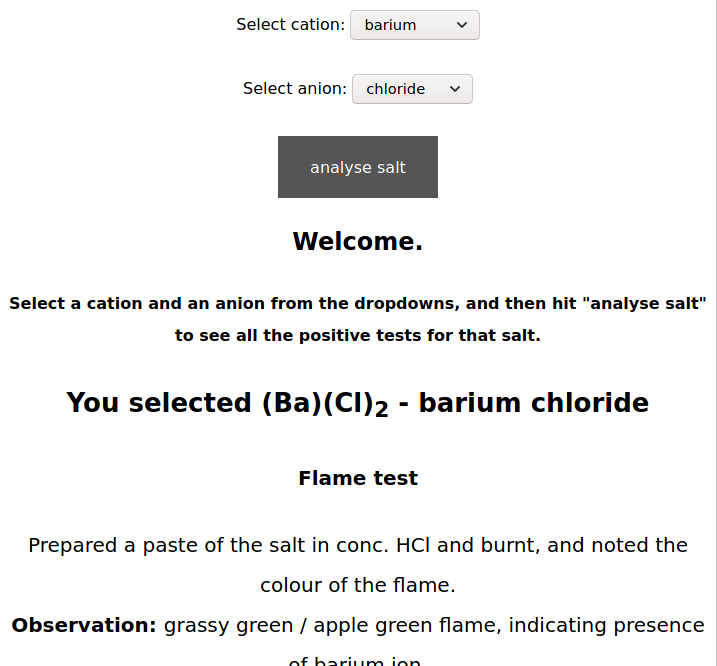 Select cation: barium
Select anion: chloride
analyse salt
Welcome.
Select a cation and an anion from the dropdowns, and then hit "analyse salt"
to see all the positive tests for that salt.
You selected (Ba)(Cl)₂ - barium chloride
Flame test
Prepared a paste of the salt in conc. HCl and burnt, and noted the
colour of the flame.
Observation: grassy green / apple green flame, indicating presence
of barium ion